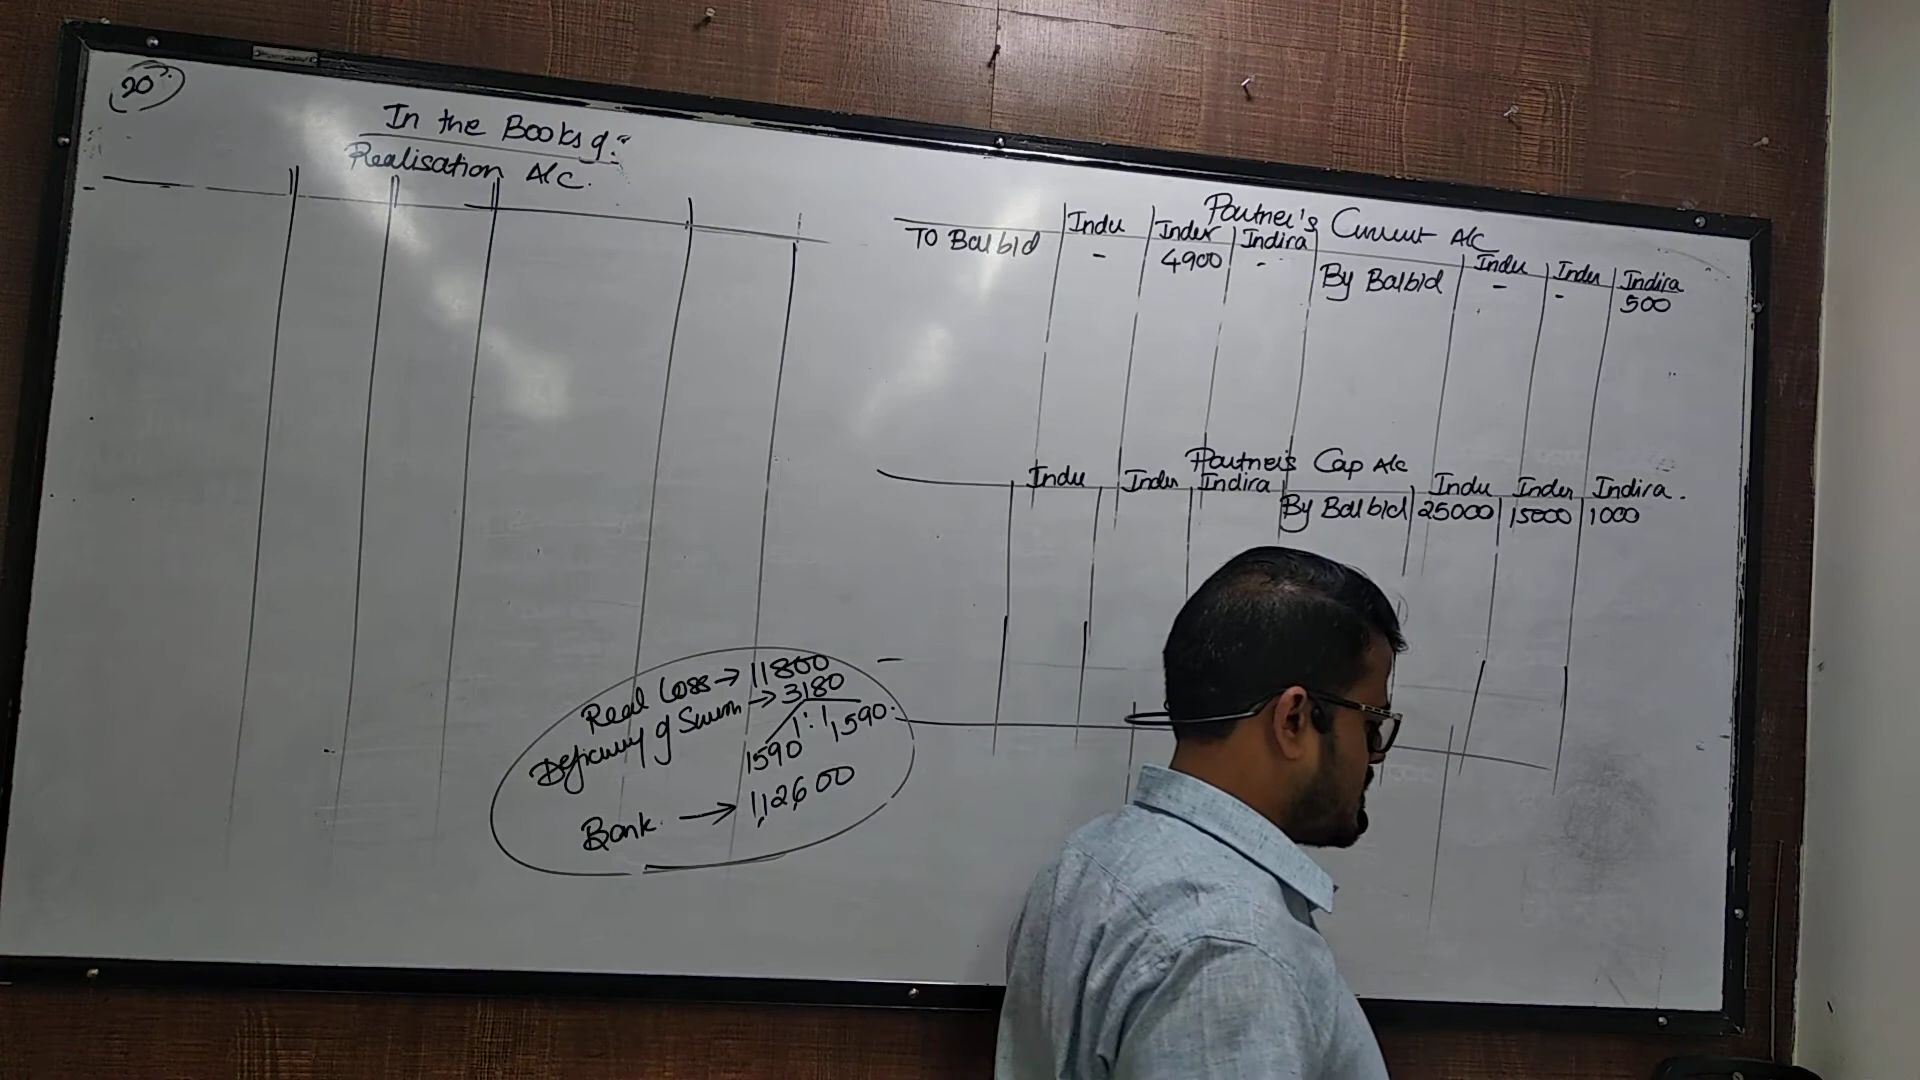 20
In the Books of:-
Realisation A/c.
Partner's Current A/c
Indu Inder Indira Indu Inder Indira
TO Bal b/d - 4900 - By Bal b/d - - 500
Partner's Cap A/c
Indu Inder Indira Indu Inder Indira.
By Bal b/d 25000 15000 1000
Real Loss → 11800
Deficiency of → 3180
1:1
1590 1590.
Bank. → 1,12,600